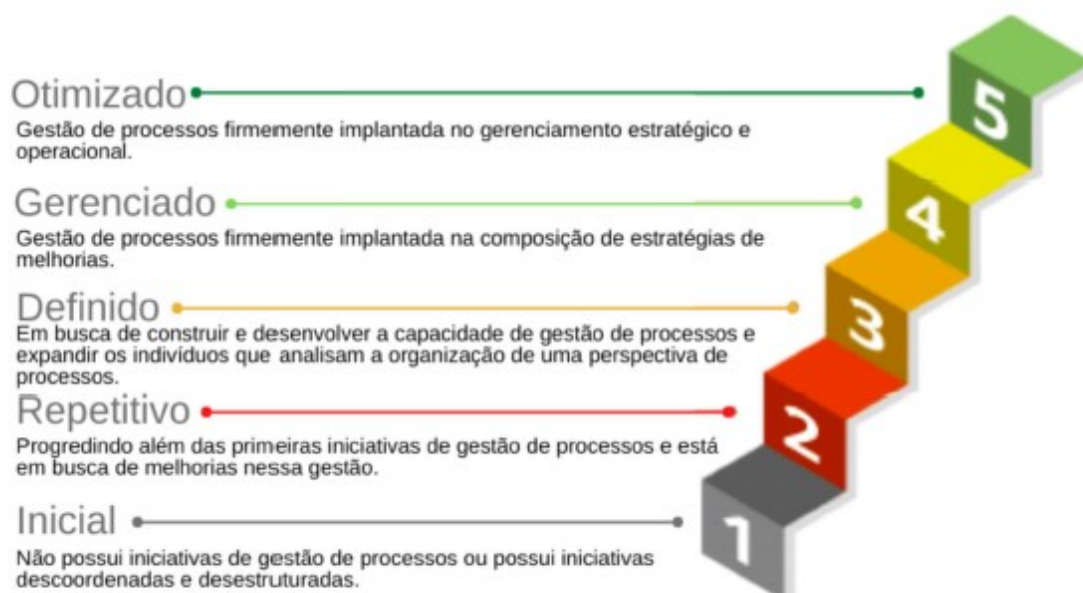 Otimizado
Gestão de processos firmemente implantada no gerenciamento estratégico e
operacional.
Gerenciado
Gestão de processos firmemente implantada na composição de estratégias de
melhorias.
Definido
Em busca de construir e desenvolver a capacidade de gestão de processos e
expandir os indivíduos que analisam a organização de uma perspectiva de
processos.
Repetitivo
Progredindo além das primeiras iniciativas de gestão de processos e está
em busca de melhorias nessa gestão.
Inicial
Não possui iniciativas de gestão de processos ou possui iniciativas
descoordenadas e desestruturadas.
5
4
3
2
1